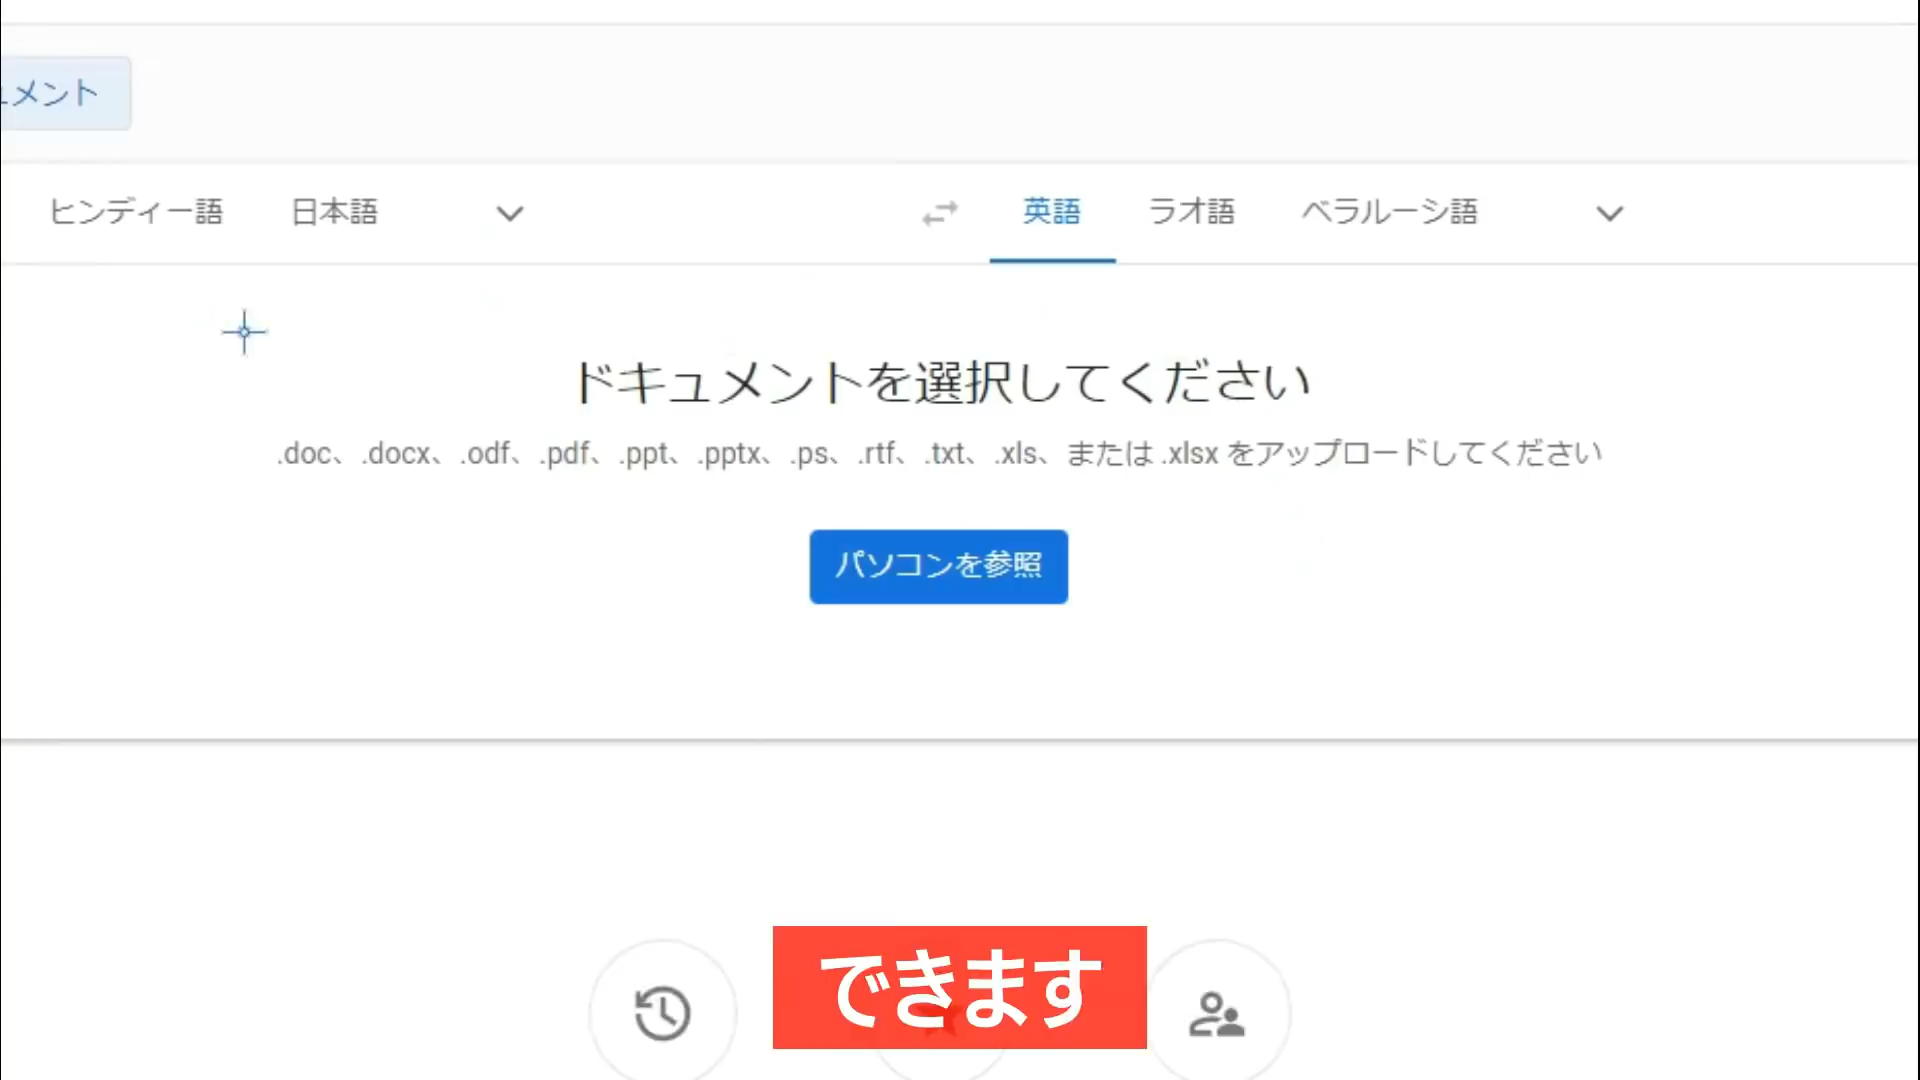 ュメント
ヒンディー語 日本語 英語 ラオ語 ベラルーシ語
ドキュメントを選択してください
.doc、.docx、.odf、.pdf、.ppt、.pptx、.ps、.rtf、.txt、.xls、または .xlsx をアップロードしてください
パソコンを参照
できます